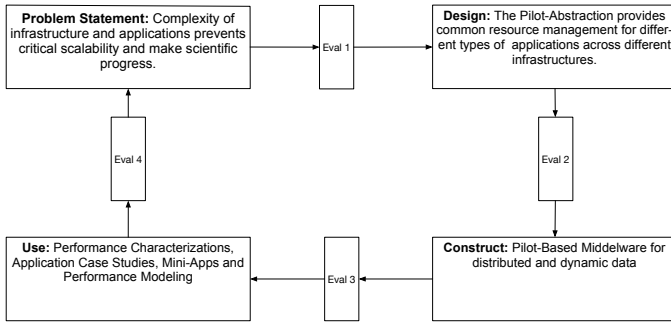 Problem Statement: Complexity of
infrastructure and applications prevents
critical scalability and make scientific
progress.
Eval 1
Design: The Pilot-Abstraction provides
common resource management for differ-
ent types of applications across different
infrastructures.
Eval 4
Eval 2
Use: Performance Characterizations,
Application Case Studies, Mini-Apps and
Performance Modeling
Eval 3
Construct: Pilot-Based Middelware for
distributed and dynamic data